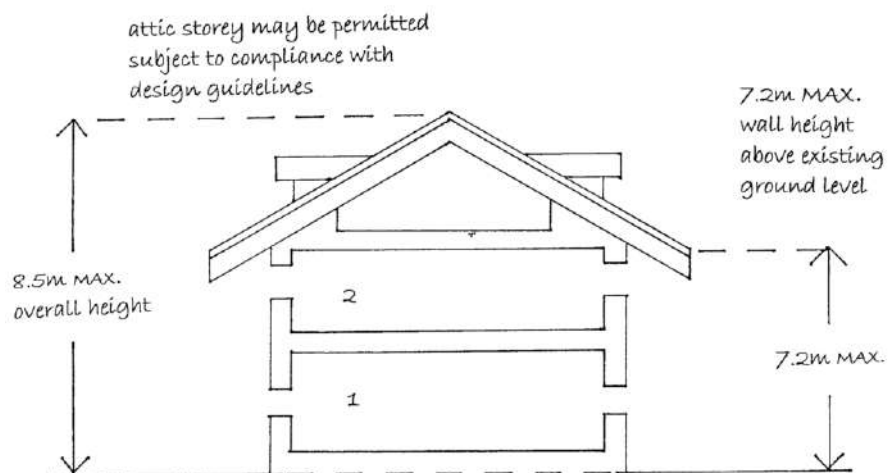 attic storey may be permitted
subject to compliance with
design guidelines
7.2m MAX.
wall height
above existing
ground level
8.5m MAX.
overall height
2
7.2m MAX.
1